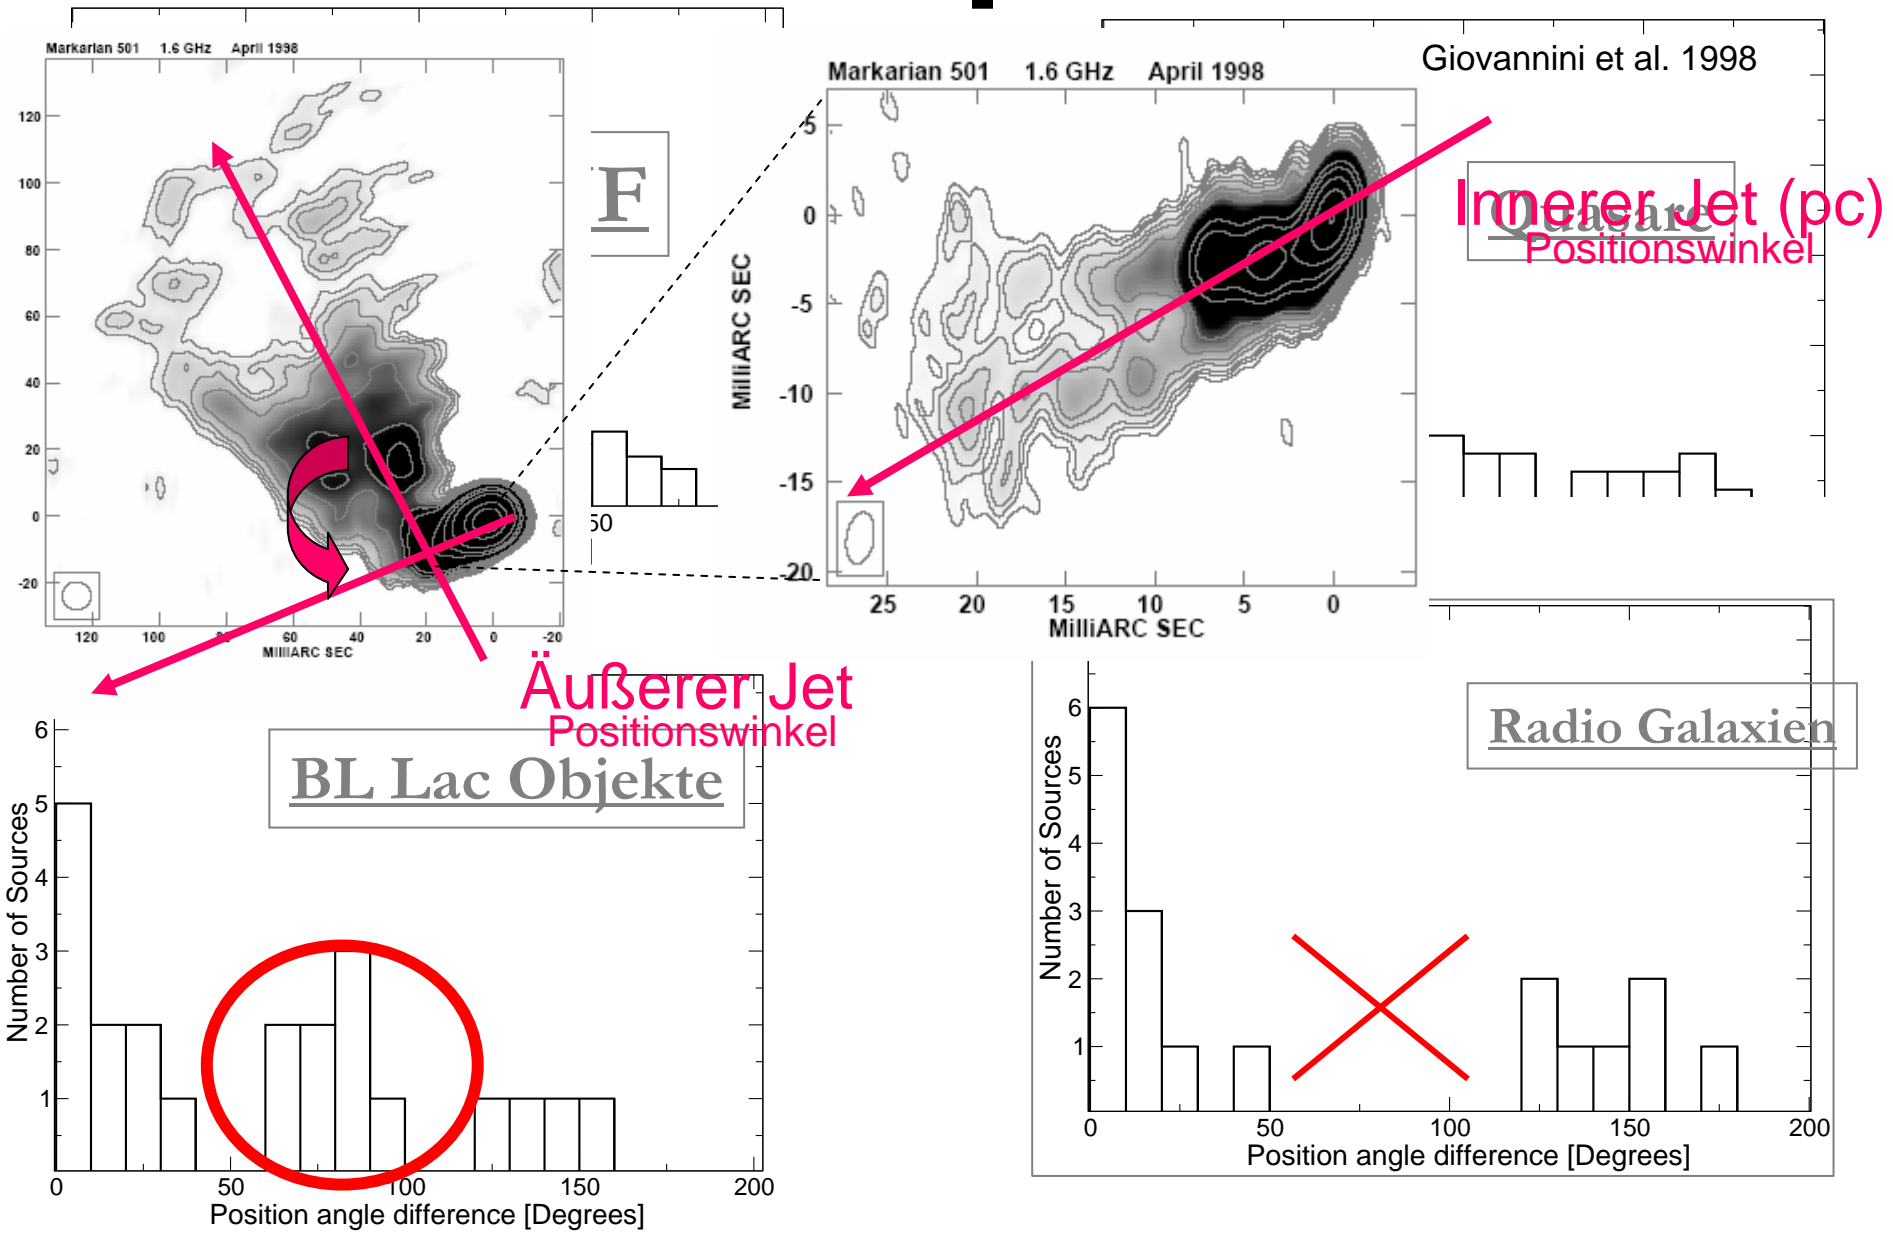 Markarian 501 1.6 GHz April 1998
120
100
80
60
40
20
0
-20
120 100 60 40 20 0 -20
MilliARC SEC
F
50
Markarian 501 1.6 GHz April 1998
Giovannini et al. 1998
5
0
-5
-10
-15
-20
MilliARC SEC
25 20 15 10 5 0
MilliARC SEC
Quasare
Innerer Jet (pc)
Positionswinkel
Äußerer Jet
Positionswinkel
BL Lac Objekte
6
5
4
3
2
1
Number of Sources
0 50 100 150 200
Position angle difference [Degrees]
Radio Galaxien
6
5
4
3
2
1
Number of Sources
0 50 100 150 200
Position angle difference [Degrees]